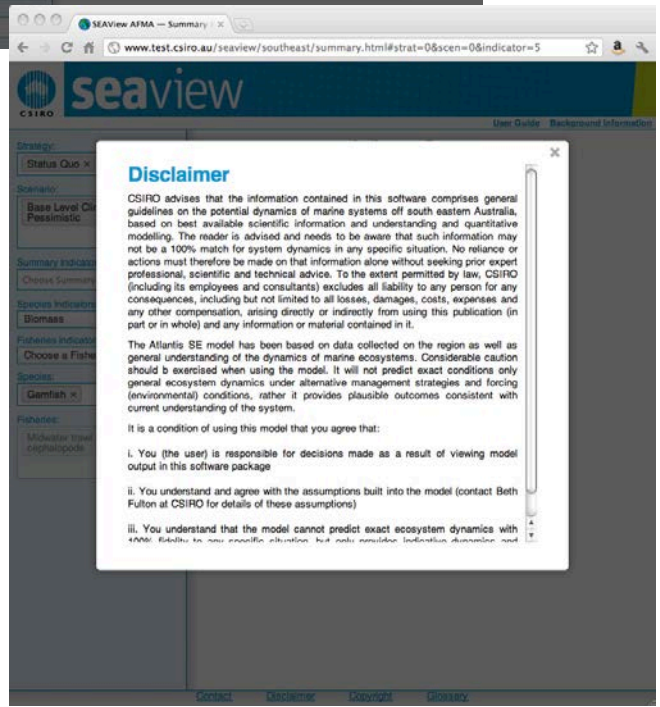 SEAView AFMA — Summary
www.test.csiro.au/seaview/southeast/summary.html#strat=0&scen=0&indicator=5
CSIRO
seaview
User Guide Background Information
Strategy:
Status Quo ×
Scenario:
Base Level
Pessimistic
Summary Indicator
Choose Summary
Species Indicators
Biomass
Fisheries Indicator
Choose a Fishe
Species:
Gemfish ×
Fisheries:
Midwater trawl
cephalopods
Disclaimer
CSIRO advises that the information contained in this software comprises general
guidelines on the potential dynamics of marine systems off south eastern Australia,
based on best available scientific information and understanding and quantitative
modelling. The reader is advised and needs to be aware that such information may
not be a 100% match for system dynamics in any specific situation. No reliance or
actions must therefore be made on that information alone without seeking prior expert
professional, scientific and technical advice. To the extent permitted by law, CSIRO
(including its employees and consultants) excludes all liability to any person for any
consequences, including but not limited to all losses, damages, costs, expenses and
any other compensation, arising directly or indirectly from using this publication (in
part or in whole) and any information or material contained in it.
The Atlantis SE model has been based on data collected on the region as well as
general understanding of the dynamics of marine ecosystems. Considerable caution
should b exercised when using the model. It will not predict exact conditions only
general ecosystem dynamics under alternative management strategies and forcing
(environmental) conditions, rather it provides plausible outcomes consistent with
current understanding of the system.
It is a condition of using this model that you agree that:
i. You (the user) is responsible for decisions made as a result of viewing model
output in this software package
ii. You understand and agree with the assumptions built into the model (contact Beth
Fulton at CSIRO for details of these assumptions)
iii. You understand that the model cannot predict exact ecosystem dynamics with
100% fidelity to any specific situation, but only provides indicative dynamics and
Contact Disclaimer Copyright Glossary